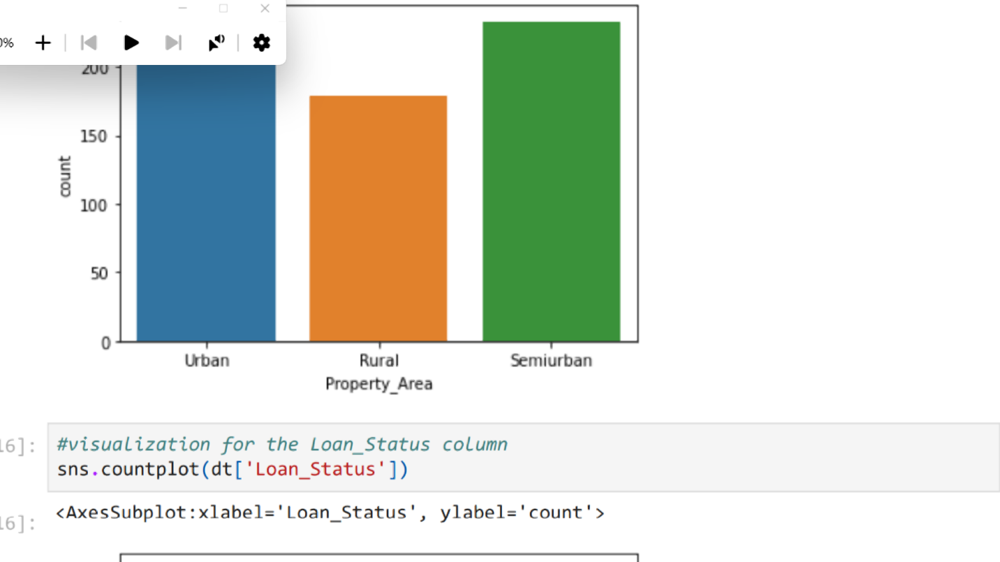 0%
200
150
100
50
0
count
Urban Rural Semiurban
Property_Area
16]: #visualization for the Loan_Status column
sns.countplot(dt['Loan_Status'])
16]: <AxesSubplot:xlabel='Loan_Status', ylabel='count'>